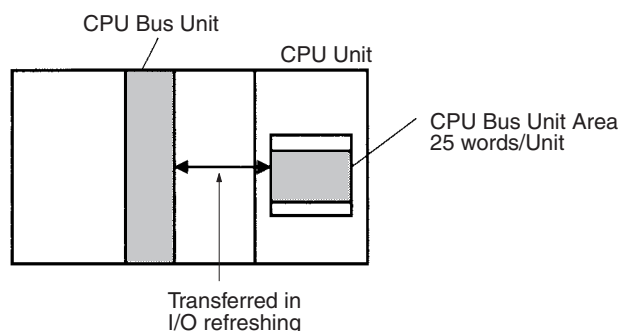 CPU Bus Unit
CPU Unit
CPU Bus Unit Area
25 words/Unit
Transferred in
I/O refreshing